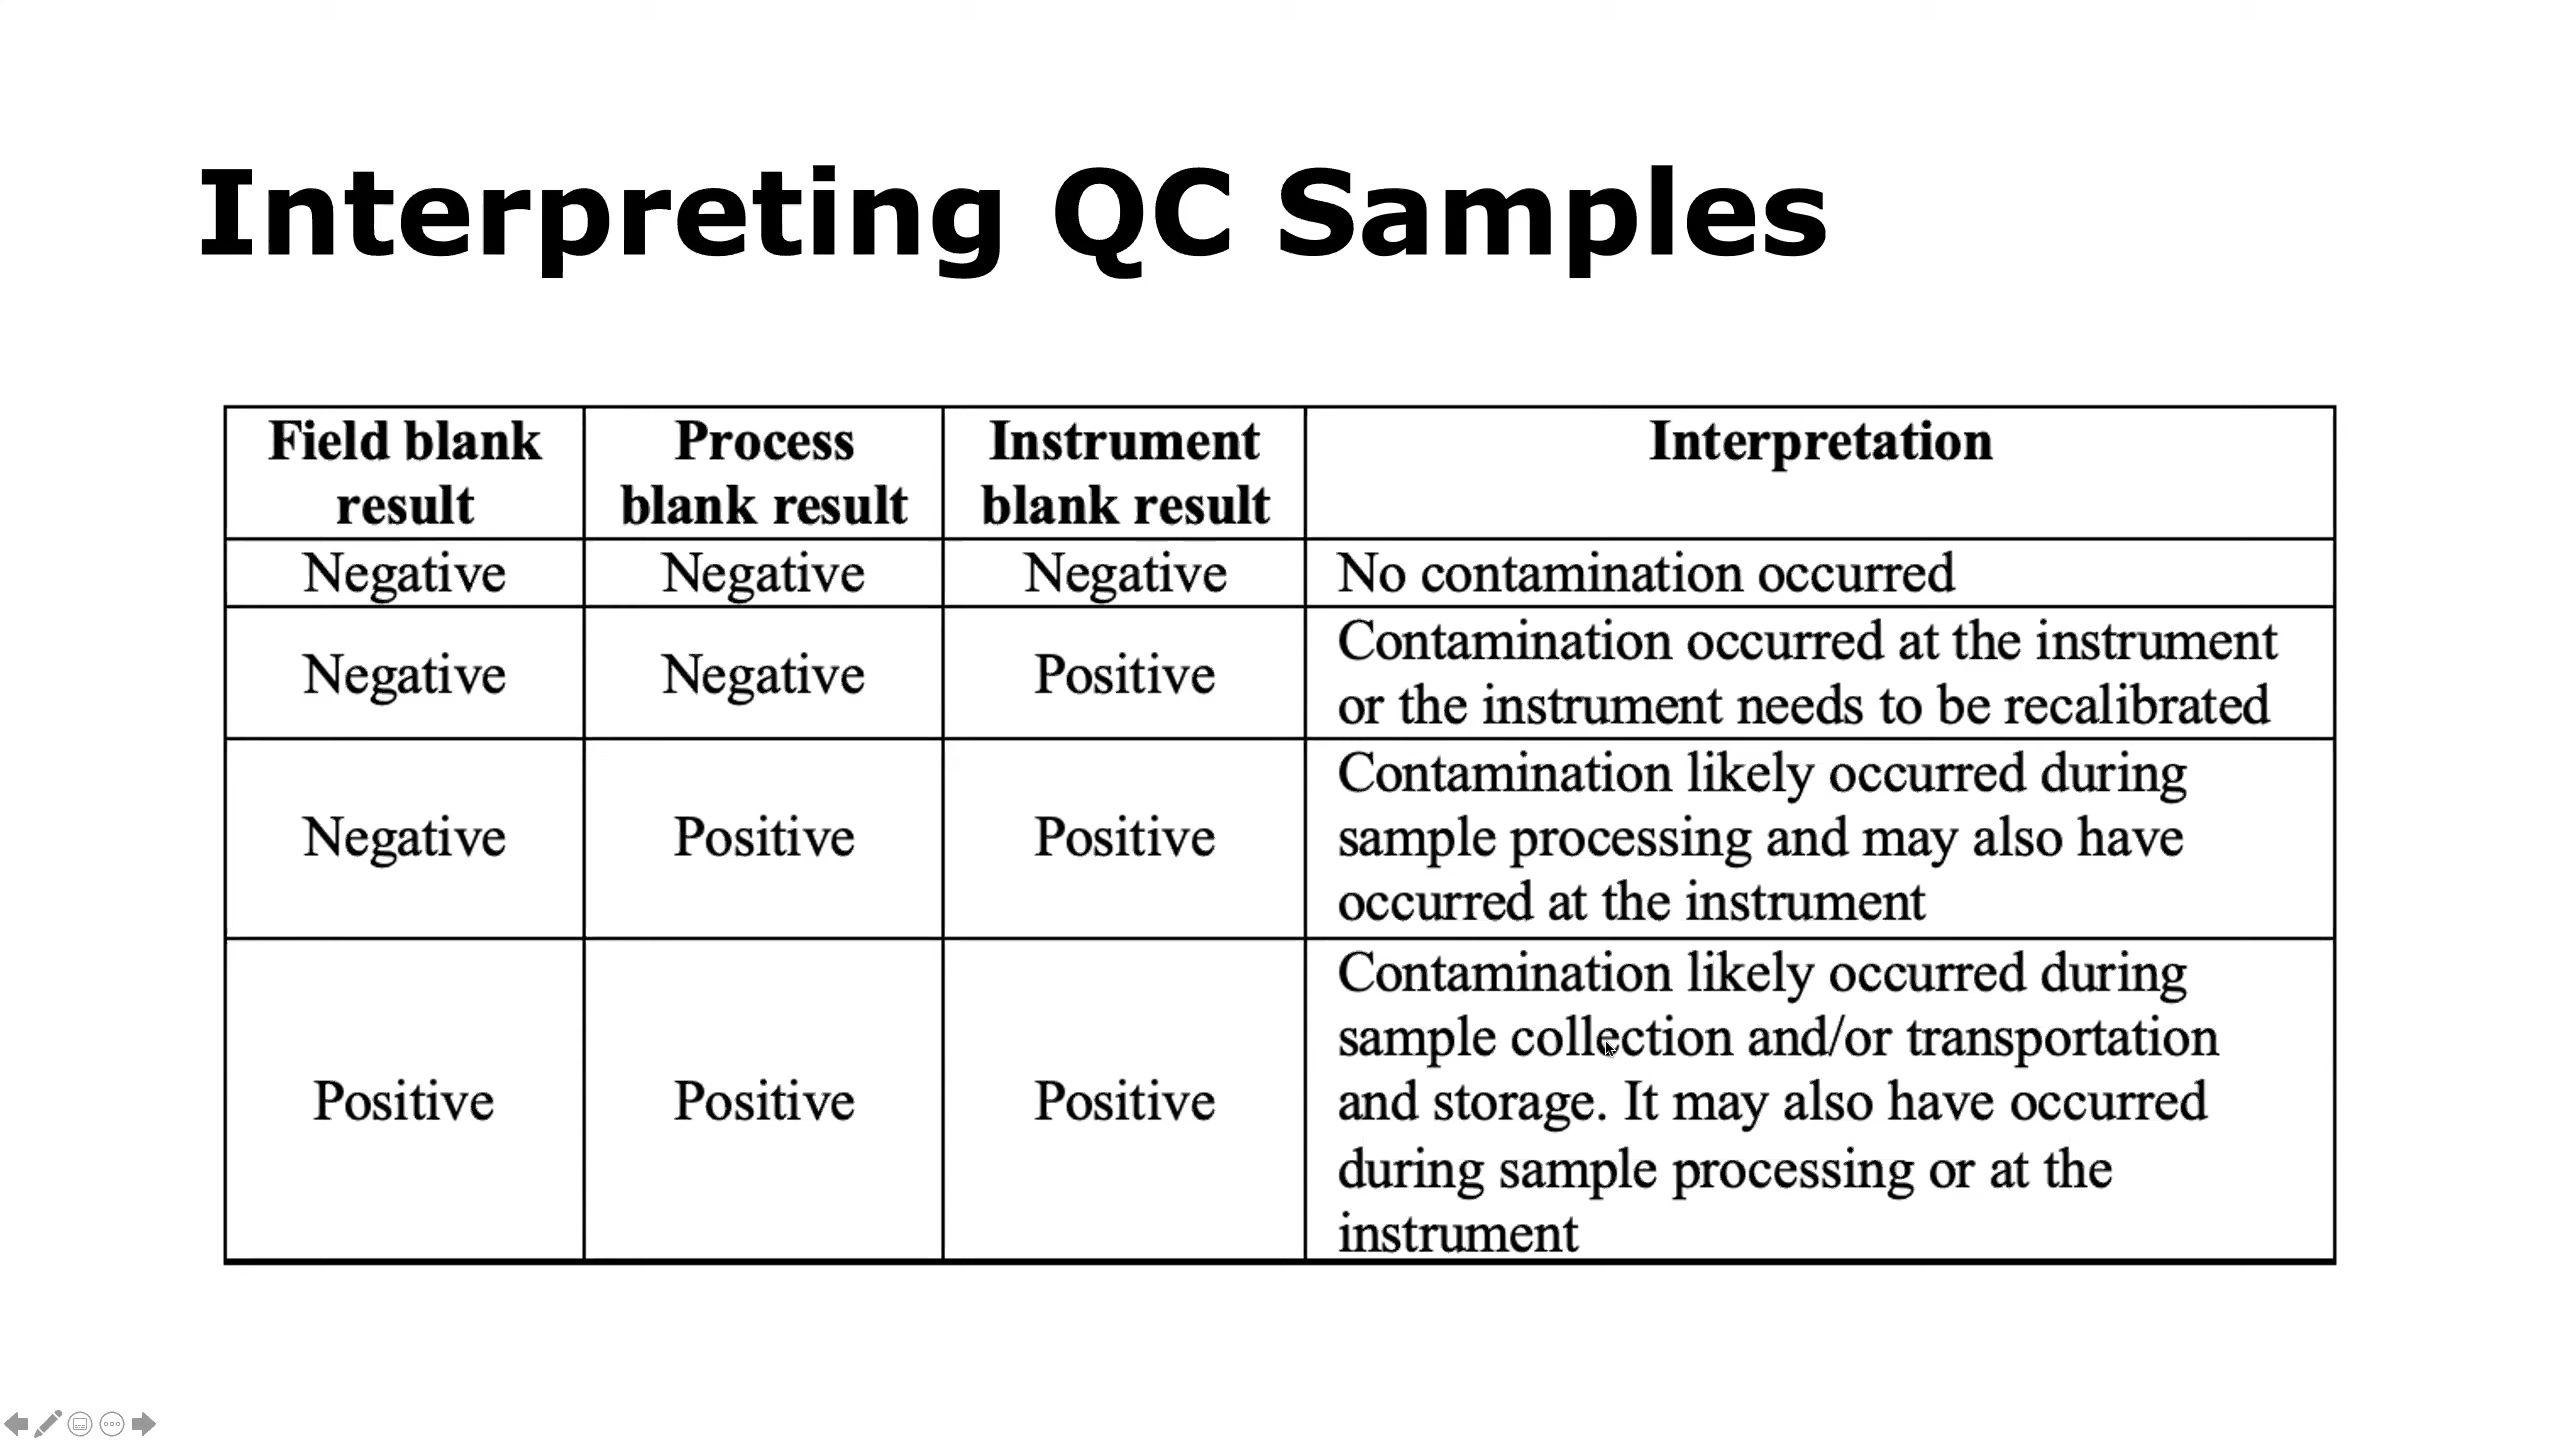 Interpreting QC Samples
Field blank
result
Process
blank result
Instrument
blank result
Interpretation
Negative
Negative
Negative
No contamination occurred
Negative
Negative
Positive
Contamination occurred at the instrument
or the instrument needs to be recalibrated
Negative
Positive
Positive
Contamination likely occurred during
sample processing and may also have
occurred at the instrument
Positive
Positive
Positive
Contamination likely occurred during
sample collection and/or transportation
and storage. It may also have occurred
during sample processing or at the
instrument